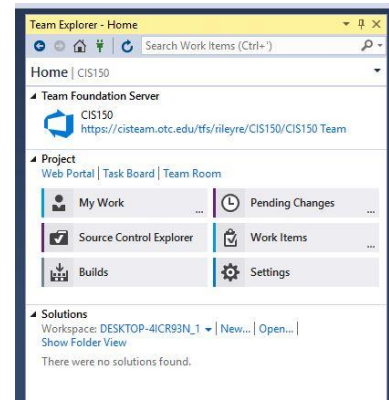 Team Explorer - Home
Search Work Items (Ctrl+')
Home | CIS150
Team Foundation Server
CIS150
https://cisteam.otc.edu/tfs/rileyre/CIS150/CIS150 Team
Project
Web Portal | Task Board | Team Room
My Work ... Pending Changes ...
Source Control Explorer Work Items ...
Builds Settings
Solutions
Workspace: DESKTOP-4ICR93N_1 | New... | Open... |
Show Folder View
There were no solutions found.